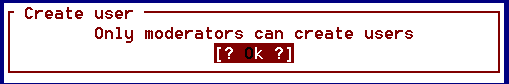 Create user
Only moderators can create users
[? Ok ?]